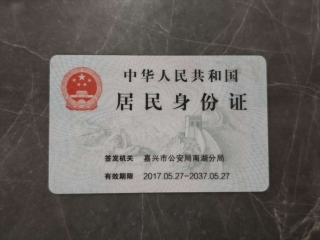 中华人民共和国
居民身份证
签发机关 嘉兴市公安局南湖分局
有效期限 2017.05.27-2037.05.27